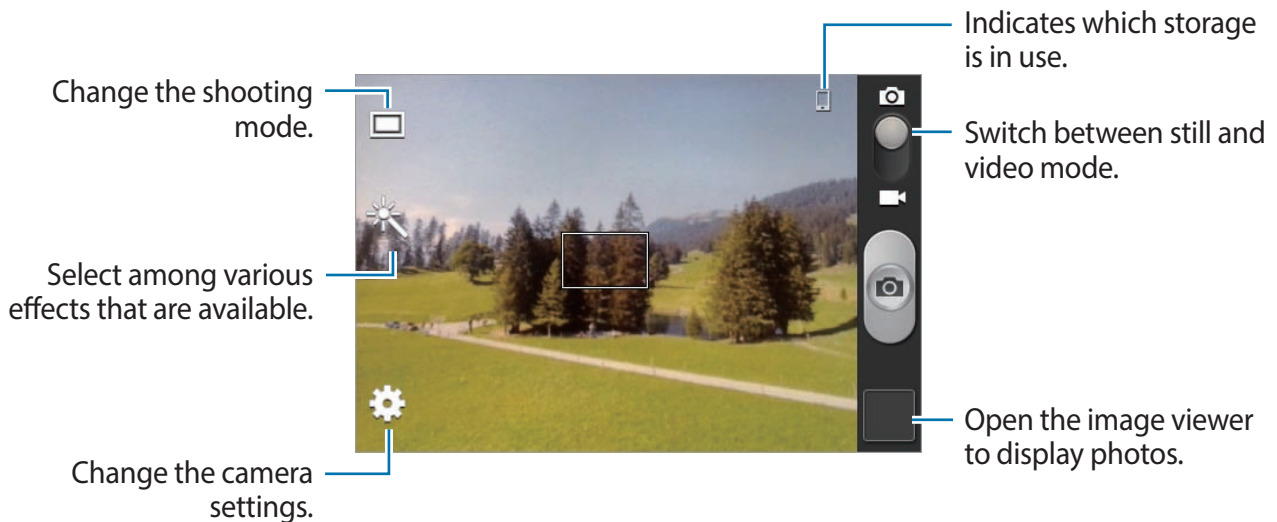 Indicates which storage
is in use.
Change the shooting
mode.
Switch between still and
video mode.
Select among various
effects that are available.
Open the image viewer
to display photos.
Change the camera
settings.